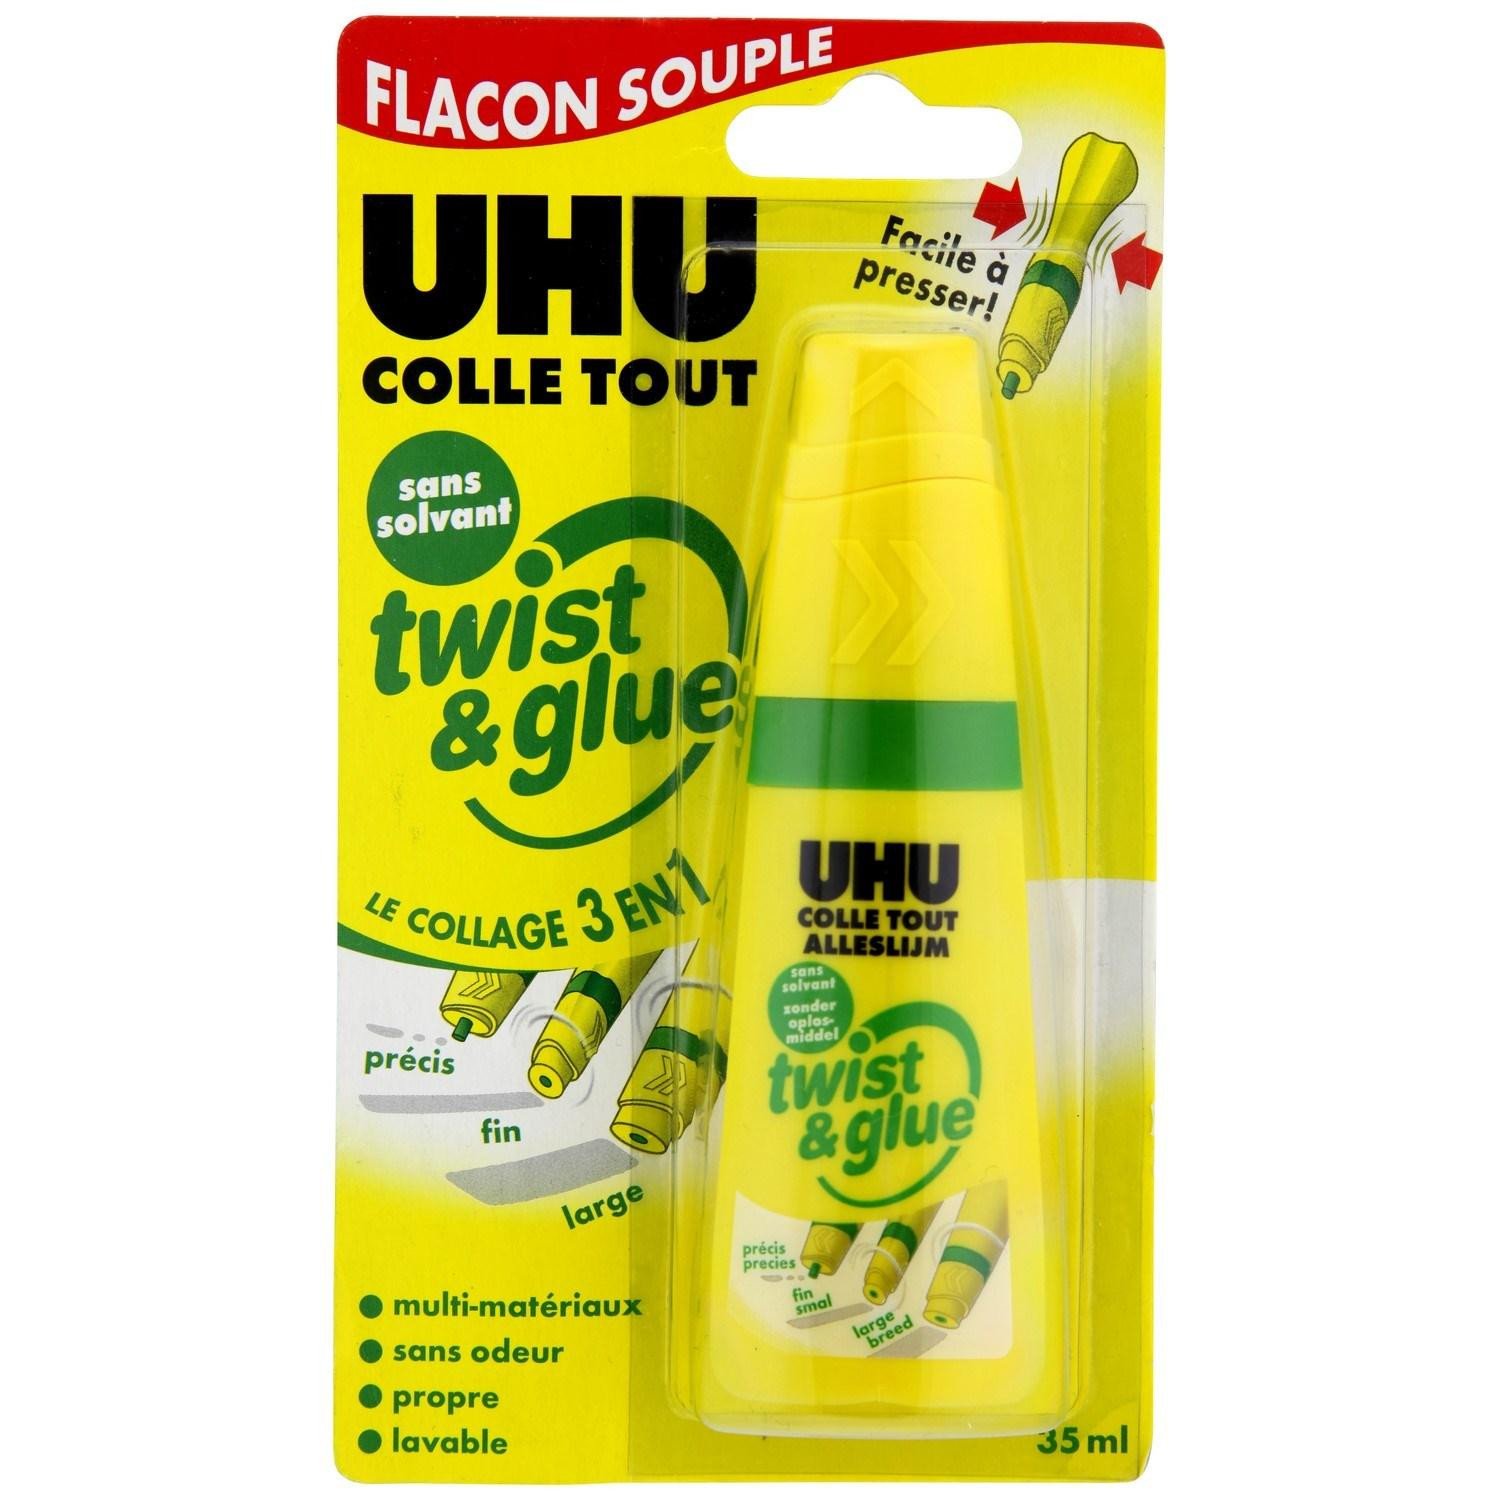 FLACON SOUPLE
UHU
COLLE TOUT
Facile à
presser!
sans
solvant
twist
& glue
LE COLLAGE 3 EN 1
précis
fin
large
multi-matériaux
sans odeur
propre
lavable
UHU
COLLE TOUT
ALLESLIJM
sans
solvant
zonder
oplos-
middel
twist
& glue
précis
precies
fin
smal
large
breed
35 ml